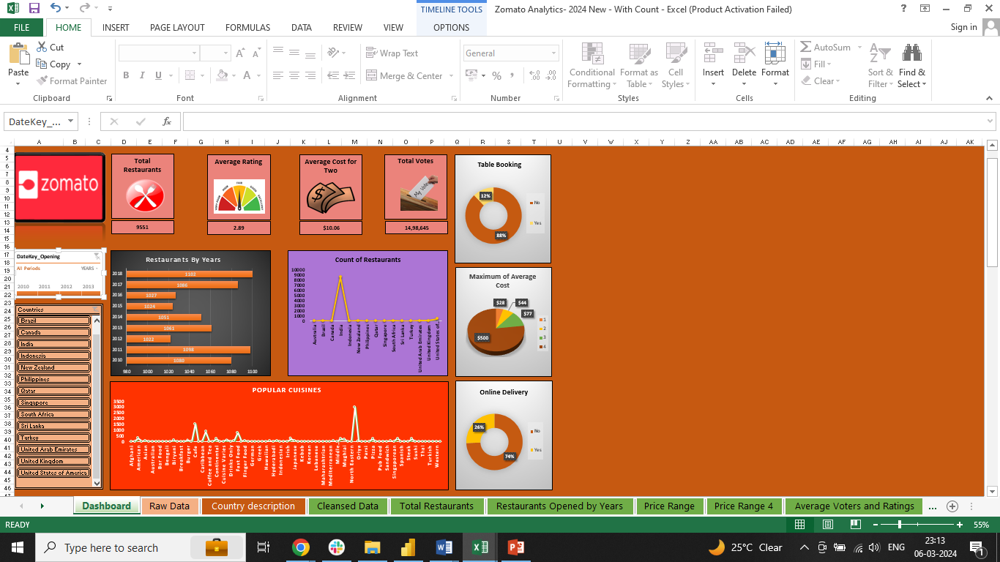 TIMELINE TOOLS
Zomato Analytics- 2024 New - With Count - Excel (Product Activation Failed)
FILE HOME INSERT PAGE LAYOUT FORMULAS DATA REVIEW VIEW OPTIONS Sign in
Cut
Copy
Format Painter
Paste
Clipboard
B I U
Font
Wrap Text
Merge & Center
Alignment
General
Number
Conditional Formatting
Format as Table
Cell Styles
Styles
Insert Delete Format
Cells
AutoSum
Fill
Clear
Sort & Filter
Find & Select
Editing
DateKey_...
fx
A B C D E F G H I J K L M N O P Q R S T U V W X Y Z AA AB AC AD AE AF AG AH AI AJ AK
4
5
6
7
8
9
10
11
12
13
14
15
16
17
18
19
20
21
22
23
24
25
26
27
28
29
30
31
32
33
34
35
36
37
38
39
40
41
42
43
44
45
46
zomato
Total Restaurants
9551
Average Rating
2.89
Average Cost for Two
$10.06
Total Votes
My Vote
14,98,645
Table Booking
12%
88%
No
Yes
DateKey_Opening
All Periods YEARS
2010 2011 2012 2013
Countries
Brazil
Canada
India
Indonesia
New Zealand
Philippines
Qatar
Singapore
South Africa
Sri Lanka
Turkey
United Arab Emirates
United Kingdom
United States of America
Restaurants By Years
2018 1102
2017 1086
2016 1027
2015 1024
2014 1051
2013 1061
2012 1022
2011 1098
2010 1080
980 1000 1020 1040 1060 1080 1100
Count of Restaurants
10000
9000
8000
7000
6000
5000
4000
3000
2000
1000
0
Australia
Brazil
Canada
India
Indonesia
New Zealand
Philippines
Qatar
Singapore
South Africa
Sri Lanka
Turkey
United Arab Emirates
United Kingdom
United States of…
Maximum of Average Cost
$28
$44
$77
$500
1
2
3
4
POPULAR CUISINES
3500
3000
2500
2000
1500
1000
500
0
Afghani
American
Asian
Australian
Bar Food
Bengali
Biryani
Breakfast
Burger
Cafe
Caribbean
Coffee and Tea
Continental
Cuisine Varies
Drinks Only
Fast Food
Finger Food
German
Greek
Hawaiian
Hyderabadi
Indonesian
Irish
Japanese
Kebab
Korean
Lebanese
Maharashtrian
Mediterranean
Middle…
Mughlai
North Eastern
Oriya
Parsi
Pizza
Pub Food
Sandwich
Singaporean
Spanish
Steak
Sushi
Thai
Turkish
Western
Online Delivery
26%
74%
No
Yes
Dashboard Raw Data Country description Cleansed Data Total Restaurants Restaurants Opened by Years Price Range Price Range 4 Average Voters and Ratings ...
READY
55%
Type here to search
25°C Clear
ENG
23:13
06-03-2024
1